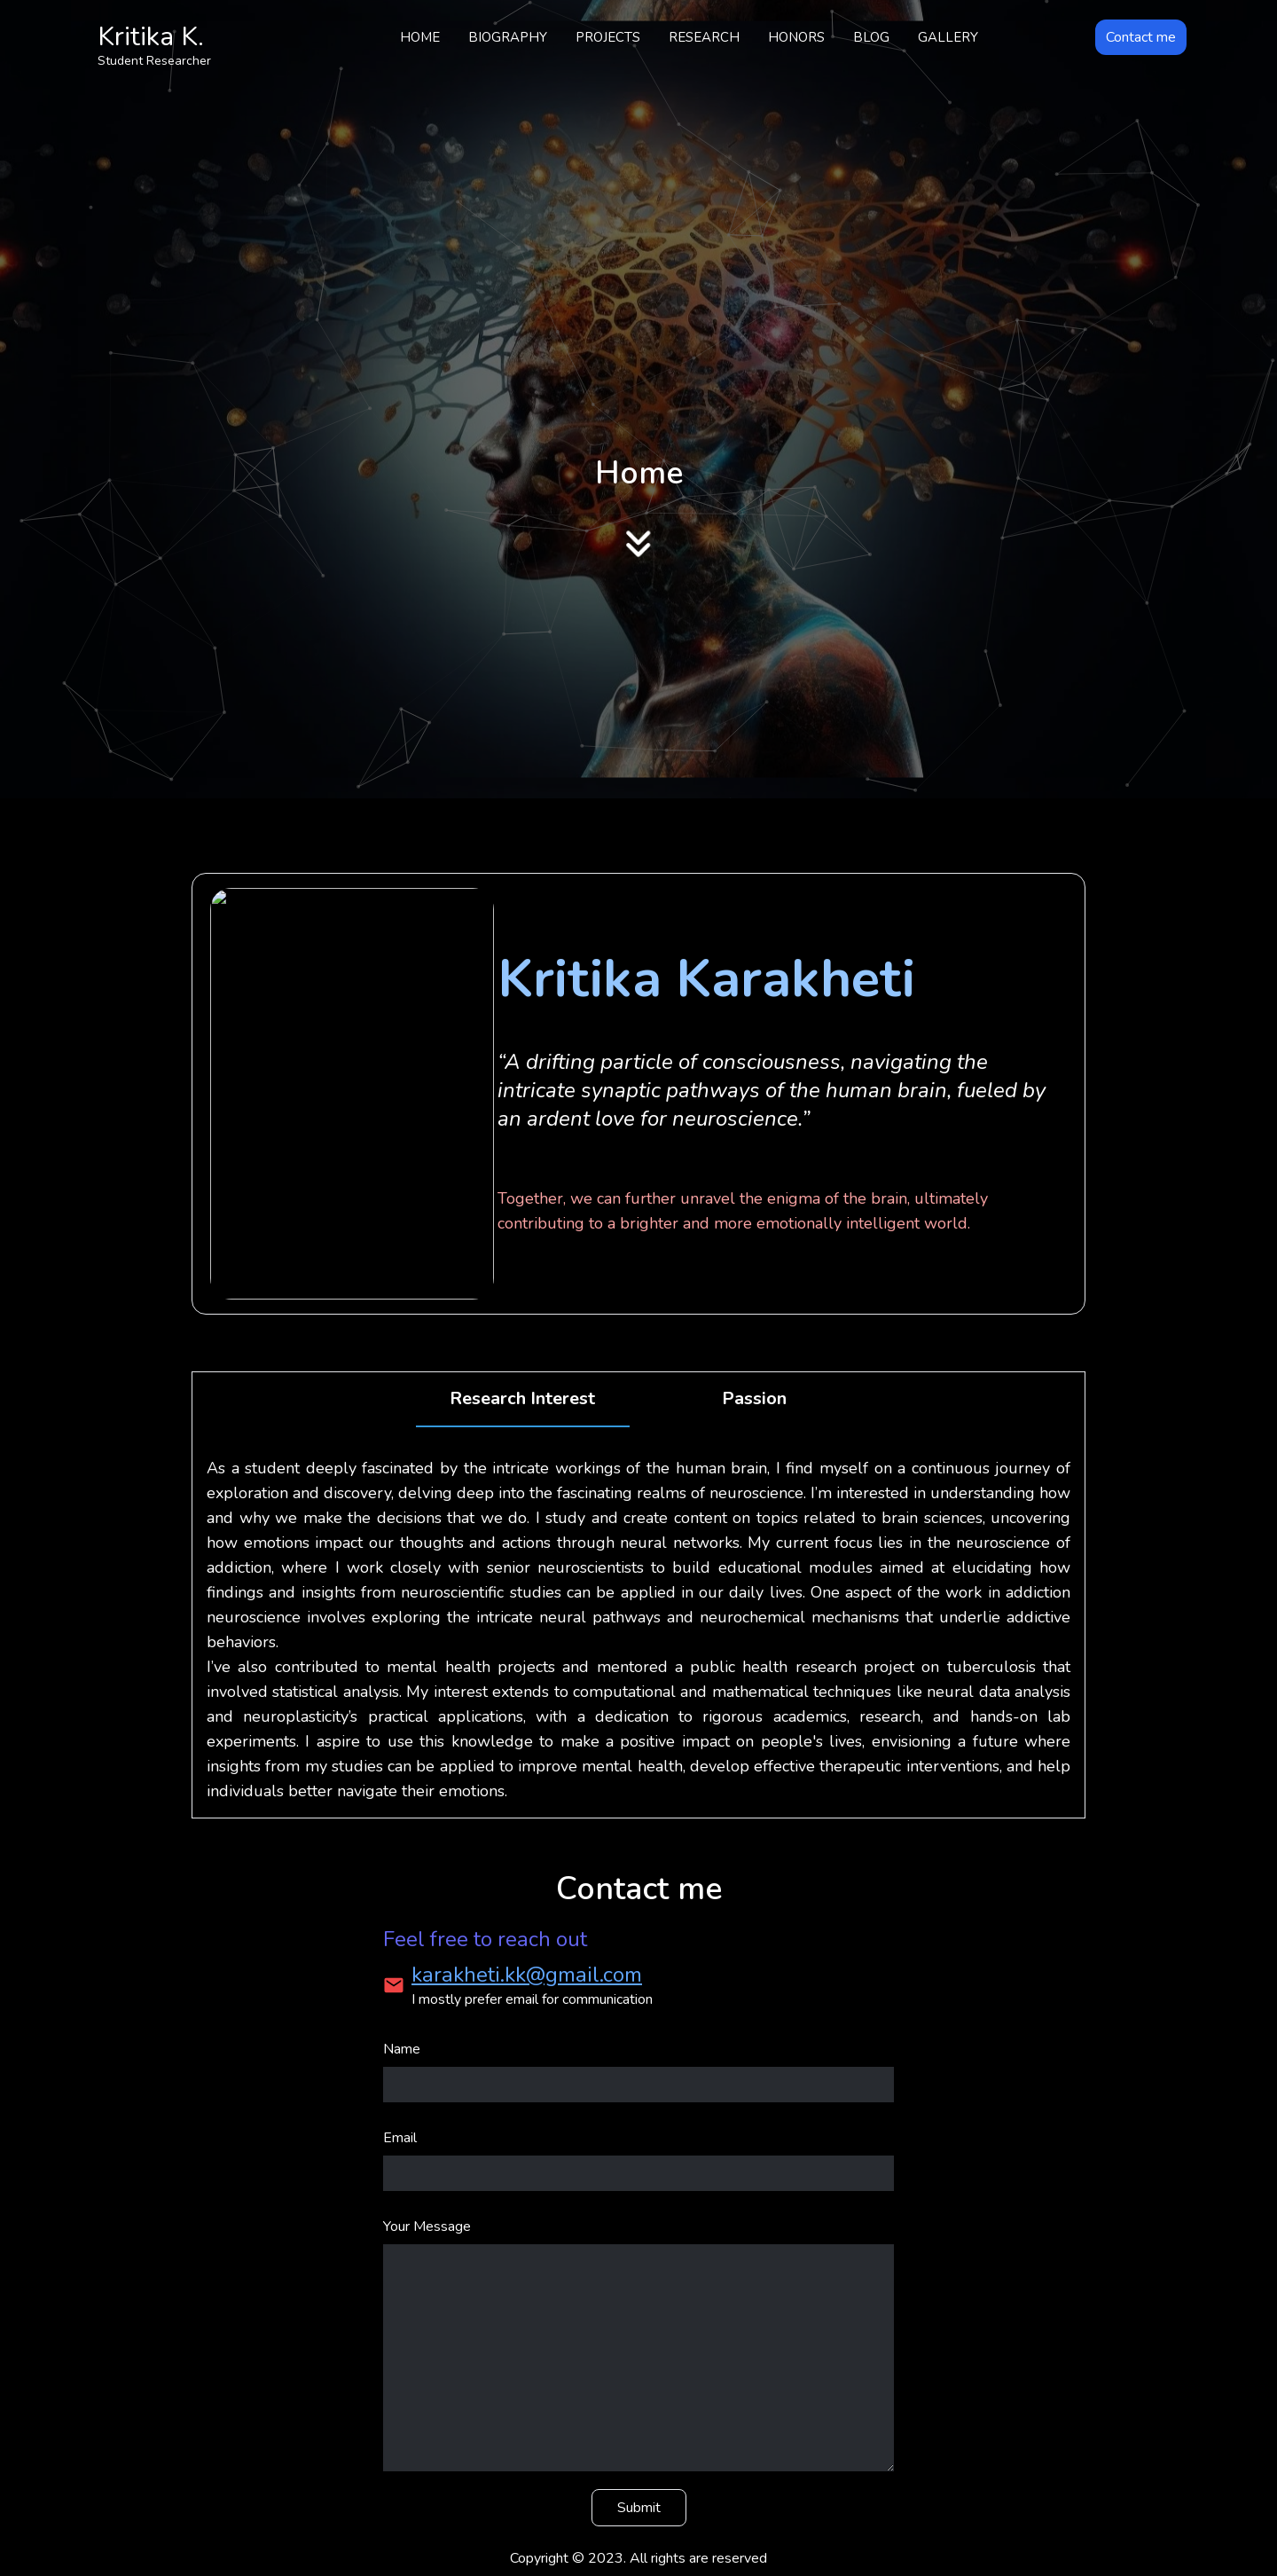 Kritika K.
Student Researcher
HOME BIOGRAPHY PROJECTS RESEARCH HONORS BLOG GALLERY
Contact me
Home
Kritika Karakheti
“A drifting particle of consciousness, navigating the
intricate synaptic pathways of the human brain, fueled by
an ardent love for neuroscience.”
Together, we can further unravel the enigma of the brain, ultimately
contributing to a brighter and more emotionally intelligent world.
Research Interest Passion
As a student deeply fascinated by the intricate workings of the human brain, I find myself on a continuous journey of
exploration and discovery, delving deep into the fascinating realms of neuroscience. I’m interested in understanding how
and why we make the decisions that we do. I study and create content on topics related to brain sciences, uncovering
how emotions impact our thoughts and actions through neural networks. My current focus lies in the neuroscience of
addiction, where I work closely with senior neuroscientists to build educational modules aimed at elucidating how
findings and insights from neuroscientific studies can be applied in our daily lives. One aspect of the work in addiction
neuroscience involves exploring the intricate neural pathways and neurochemical mechanisms that underlie addictive
behaviors.
I’ve also contributed to mental health projects and mentored a public health research project on tuberculosis that
involved statistical analysis. My interest extends to computational and mathematical techniques like neural data analysis
and neuroplasticity’s practical applications, with a dedication to rigorous academics, research, and hands-on lab
experiments. I aspire to use this knowledge to make a positive impact on people's lives, envisioning a future where
insights from my studies can be applied to improve mental health, develop effective therapeutic interventions, and help
individuals better navigate their emotions.
Contact me
Feel free to reach out
karakheti.kk@gmail.com
I mostly prefer email for communication
Name
Email
Your Message
Submit
Copyright © 2023. All rights are reserved